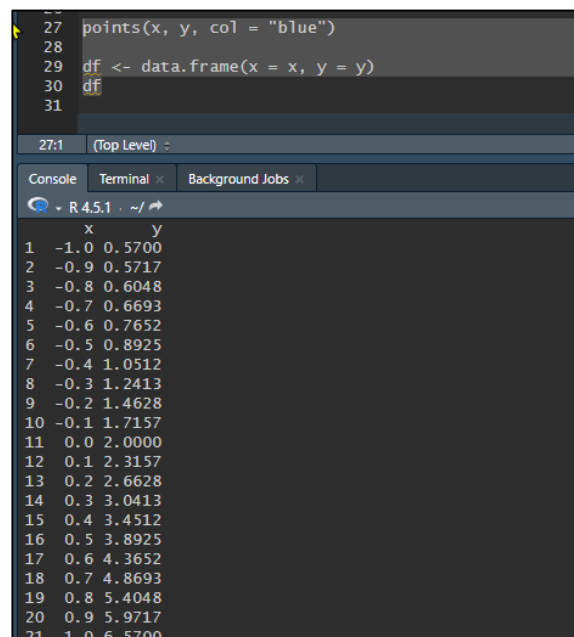 27 points(x, y, col = "blue")
28
29 df <- data.frame(x = x, y = y)
30 df
31
27:1 (Top Level)
Console Terminal Background Jobs
R 4.5.1 · ~/
x y
1 -1.0 0.5700
2 -0.9 0.5717
3 -0.8 0.6048
4 -0.7 0.6693
5 -0.6 0.7652
6 -0.5 0.8925
7 -0.4 1.0512
8 -0.3 1.2413
9 -0.2 1.4628
10 -0.1 1.7157
11 0.0 2.0000
12 0.1 2.3157
13 0.2 2.6628
14 0.3 3.0413
15 0.4 3.4512
16 0.5 3.8925
17 0.6 4.3652
18 0.7 4.8693
19 0.8 5.4048
20 0.9 5.9717
21 1.0 6.5700